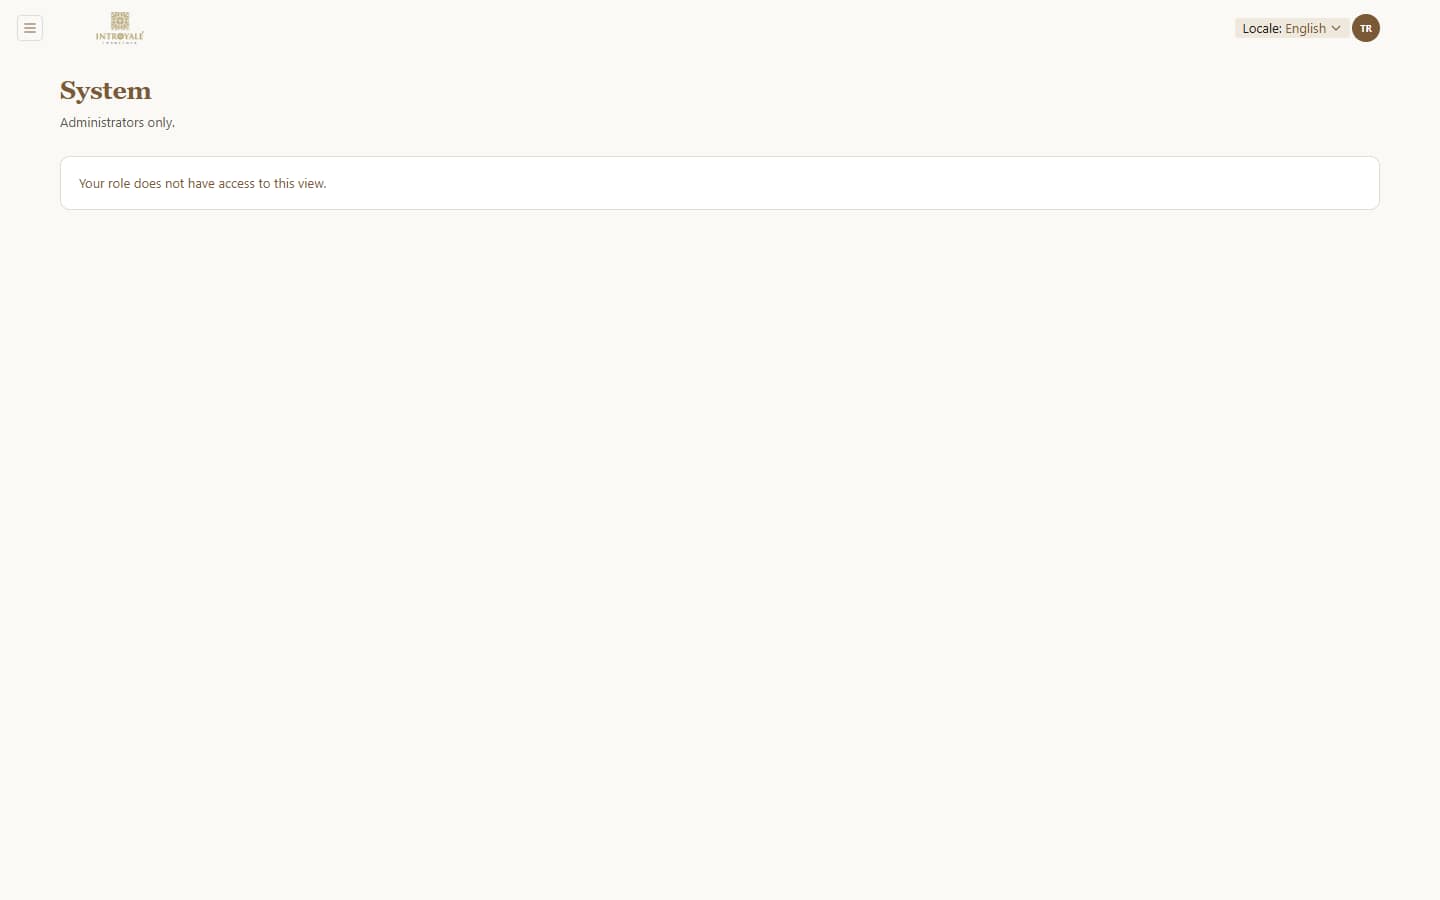 INTROYALE
Locale: English
TR
System
Administrators only.
Your role does not have access to this view.